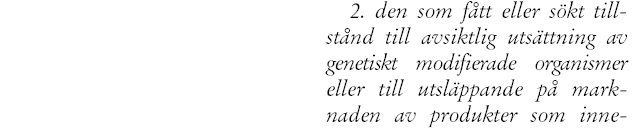 2. den som fått eller sökt till-
stånd till avsiktlig utsättning av
genetiskt modifierade organismer
eller till utsläppande på mark-
naden av produkter som inne-